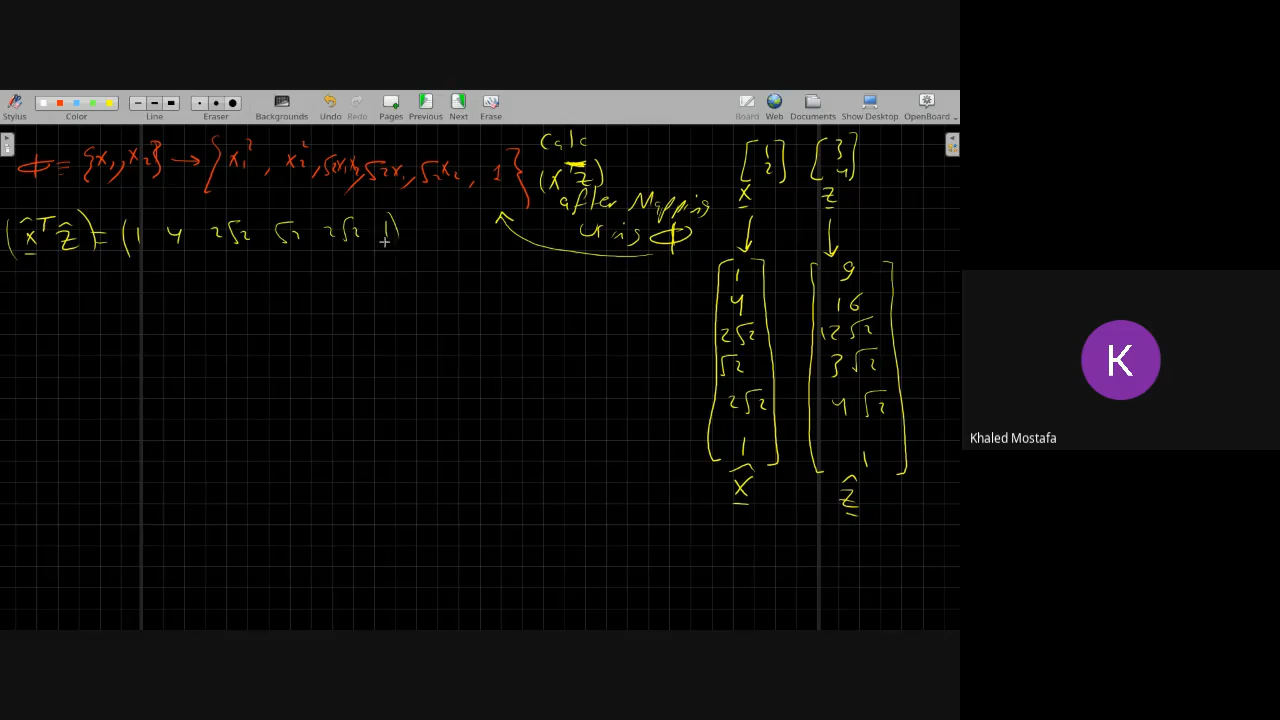 Stylus Color Line Eraser Backgrounds Undo Redo Pages Previous Next Erase Board Web Documents Show Desktop OpenBoard
Φ = {x₁, x₂} → {x₁², x₂², √2x₁x₂, √2x₁, √2x₂, 1}
Calc
(XᵀZ)
after Mapping
using Φ
[1 2] [3 4]
X Z
(X̂ᵀ Ẑ) = (1 4 2√2 √2 2√2 1)
1 9
4 16
2√2 12√2
√2 3√2
2√2 4√2
1 1
X̂ Ẑ
K
Khaled Mostafa